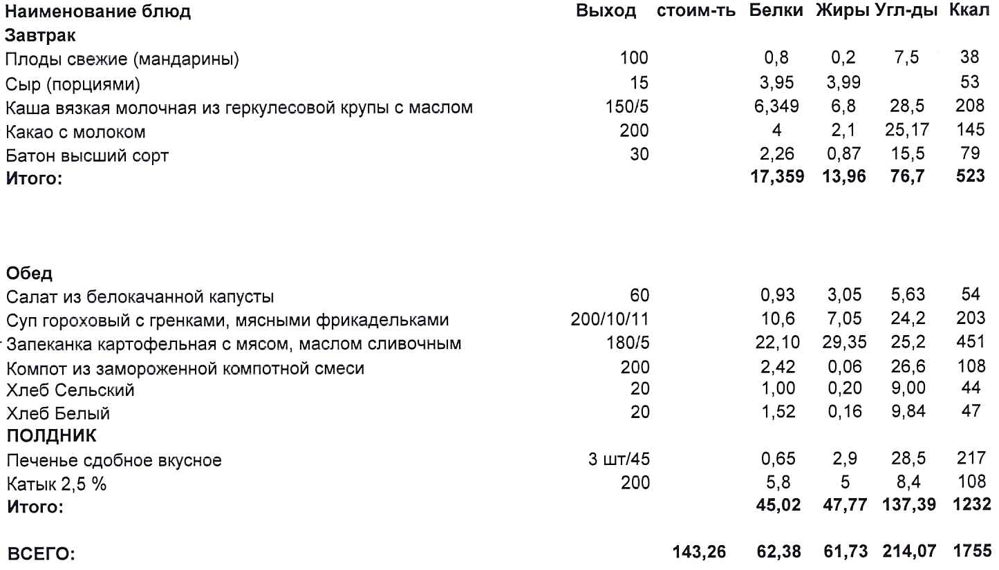 Наименование блюд Выход стоим-ть Белки Жиры Угл-ды Ккал
Завтрак
Плоды свежие (мандарины) 100 0,8 0,2 7,5 38
Сыр (порциями) 15 3,95 3,99 53
Каша вязкая молочная из геркулесовой крупы с маслом 150/5 6,349 6,8 28,5 208
Какао с молоком 200 4 2,1 25,17 145
Батон высший сорт 30 2,26 0,87 15,5 79
Итого: 17,359 13,96 76,7 523
Обед
Салат из белокачанной капусты 60 0,93 3,05 5,63 54
Суп гороховый с гренками, мясными фрикадельками 200/10/11 10,6 7,05 24,2 203
Запеканка картофельная с мясом, маслом сливочным 180/5 22,10 29,35 25,2 451
Компот из замороженной компотной смеси 200 2,42 0,06 26,6 108
Хлеб Сельский 20 1,00 0,20 9,00 44
Хлеб Белый 20 1,52 0,16 9,84 47
ПОЛДНИК
Печенье сдобное вкусное 3 шт/45 0,65 2,9 28,5 217
Катык 2,5 % 200 5,8 5 8,4 108
Итого: 45,02 47,77 137,39 1232
ВСЕГО: 143,26 62,38 61,73 214,07 1755